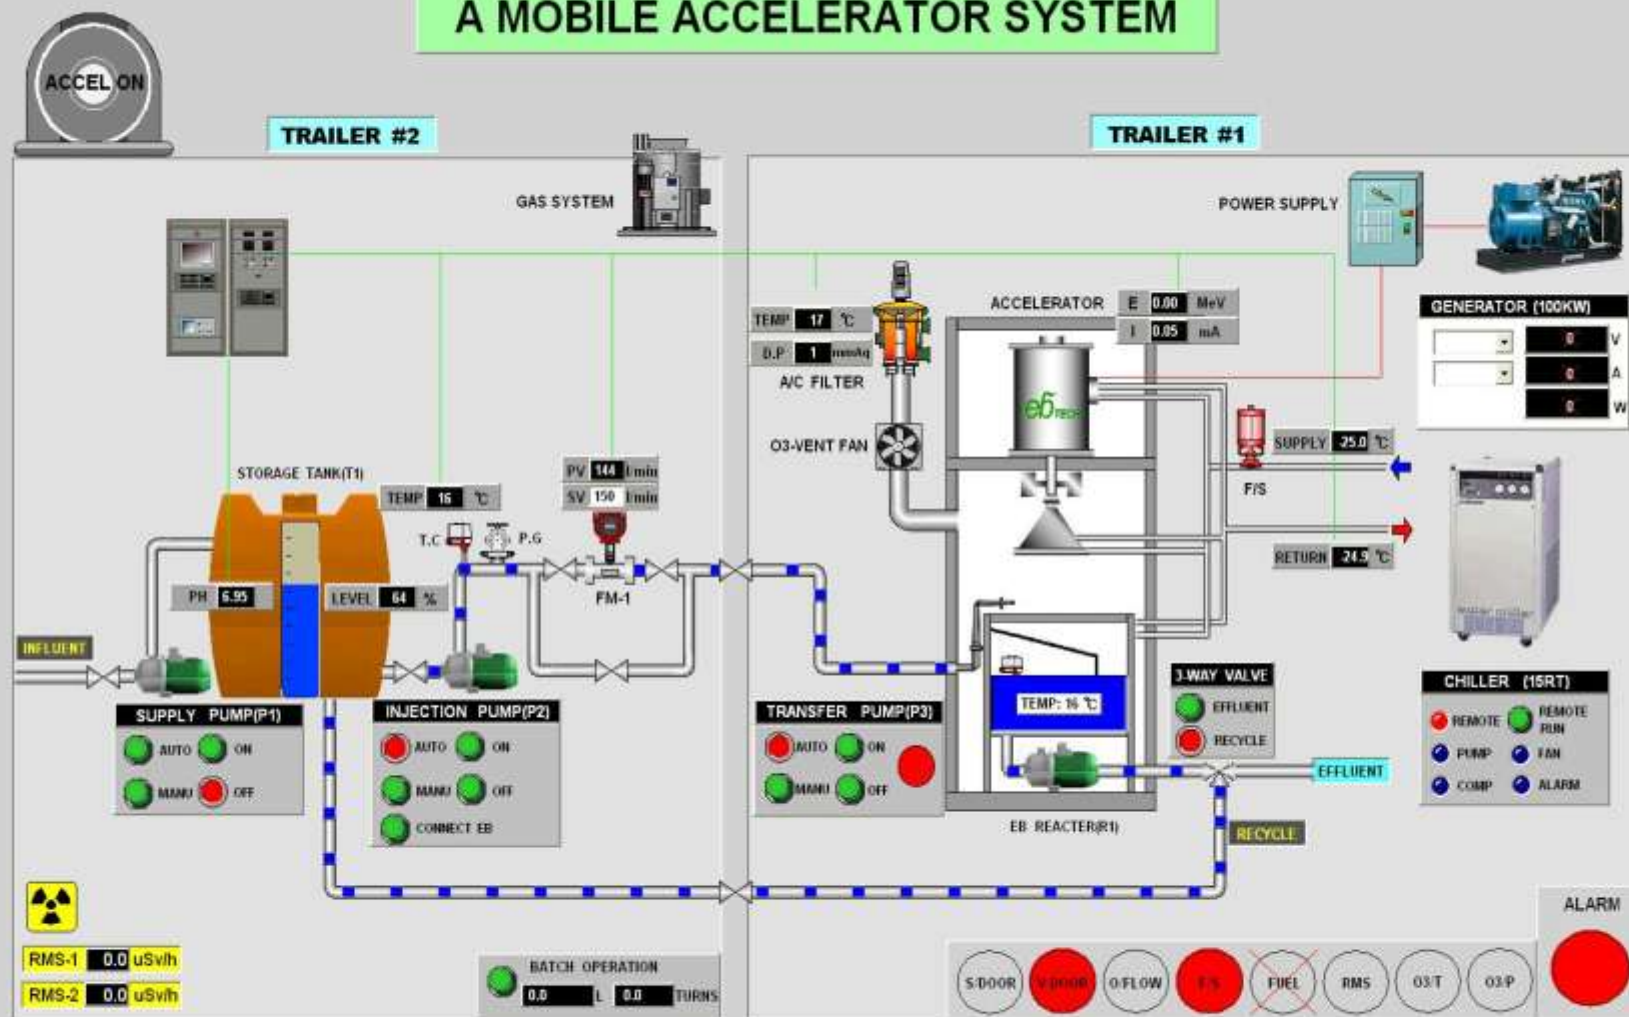 A MOBILE ACCELERATOR SYSTEM
ACCEL ON
TRAILER #2
TRAILER #1
GAS SYSTEM
POWER SUPPLY
ACCELERATOR
E 0.00 MeV
I 0.05 mA
TEMP 17 ℃
D.P 1 mmAq
A/C FILTER
GENERATOR (100KW)
0 V
0 A
0 W
eb TECH
O3-VENT FAN
SUPPLY -25.0 ℃
F/S
RETURN -24.9 ℃
STORAGE TANK(T1)
TEMP 16 ℃
PV 144 l/min
SV 150 l/min
T.C
P.G
FM-1
PH 6.95
LEVEL 64 %
INFLUENT
SUPPLY PUMP(P1)
AUTO ON
MANU OFF
INJECTION PUMP(P2)
AUTO ON
MANU OFF
CONNECT EB
TRANSFER PUMP(P3)
AUTO ON
MANU OFF
TEMP: 16 ℃
3-WAY VALVE
EFFLUENT
RECYCLE
EFFLUENT
CHILLER (15RT)
REMOTE REMOTE RUN
PUMP FAN
COMP ALARM
EB REACTER(R1)
RECYCLE
RMS-1 0.0 uSv/h
RMS-2 0.0 uSv/h
BATCH OPERATION
0.0 L 0.0 TURNS
S/DOOR V/DOOR O/FLOW F/S FUEL RMS O3/T O3/P
ALARM